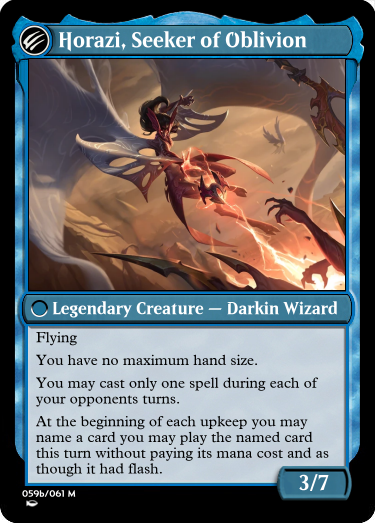 Horazi, Seeker of Oblivion
Legendary Creature — Darkin Wizard
Flying
You have no maximum hand size.
You may cast only one spell during each of
your opponents turns.
At the beginning of each upkeep you may
name a card you may play the named card
this turn without paying its mana cost and as
though it had flash.
3/7
059b/061 M